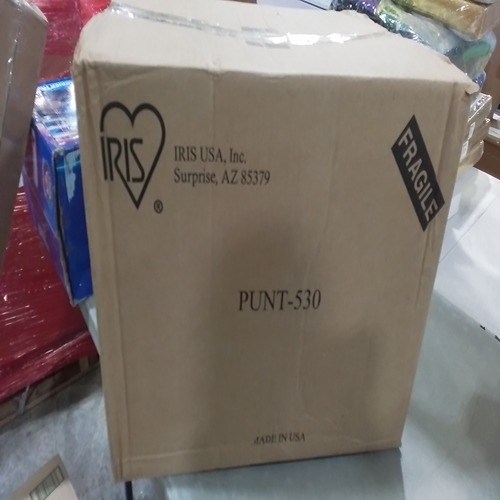 IRIS
®
IRIS USA, Inc.
Surprise, AZ 85379
FRAGILE
PUNT-530
MADE IN USA